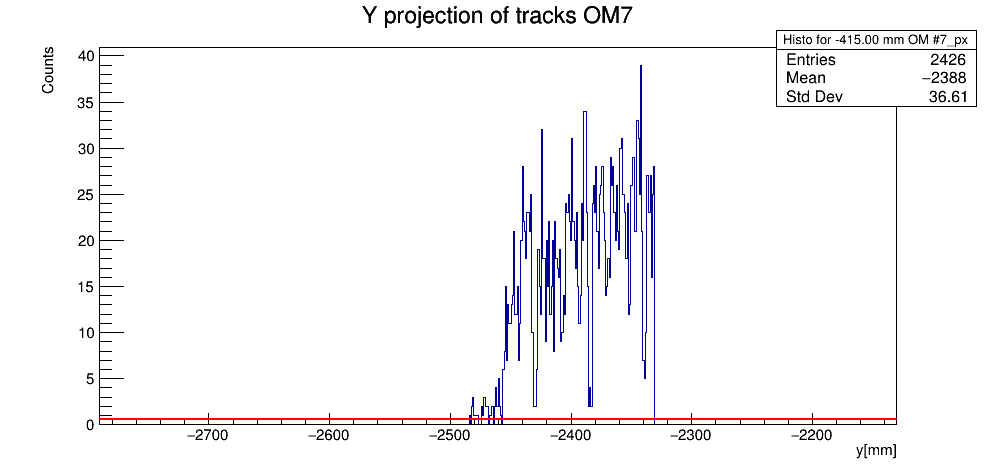 Y projection of tracks OM7
Histo for -415.00 mm OM #7_px
Entries 2426
Mean −2388
Std Dev 36.61
Counts
40
35
30
25
20
15
10
5
0
−2700 −2600 −2500 −2400 −2300 −2200
y[mm]